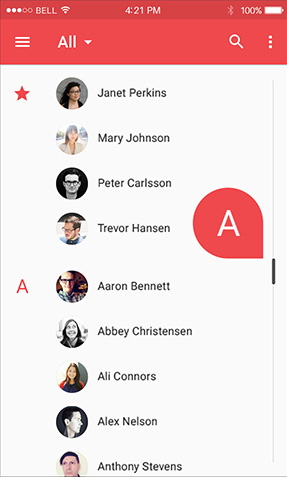 BELL 4:21 PM 100%
All
Janet Perkins
Mary Johnson
Peter Carlsson
Trevor Hansen
A
A Aaron Bennett
Abbey Christensen
Ali Connors
Alex Nelson
Anthony Stevens